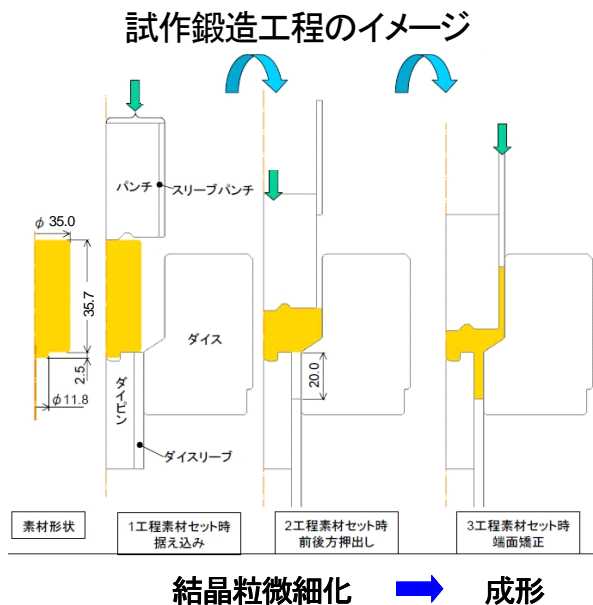 試作鍛造工程のイメージ
パンチ
スリーブパンチ
φ 35.0
35.7
2.5
φ11.8
ダイス
ダイピン
20.0
ダイスリーブ
素材形状
1工程素材セット時
据え込み
2工程素材セット時
前後方押出し
3工程素材セット時
端面矯正
結晶粒微細化
成形